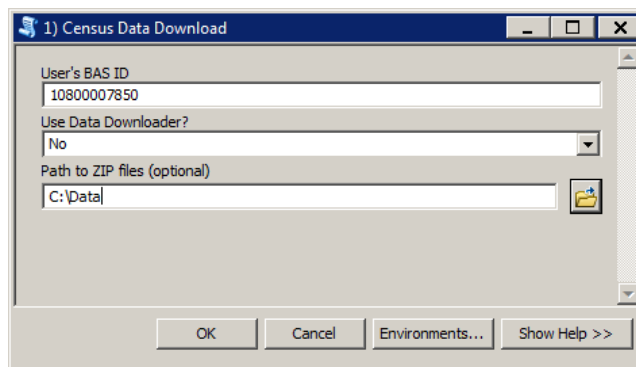 1) Census Data Download
User's BAS ID
10800007850
Use Data Downloader?
No
Path to ZIP files (optional)
C:\Data
OK Cancel Environments... Show Help >>